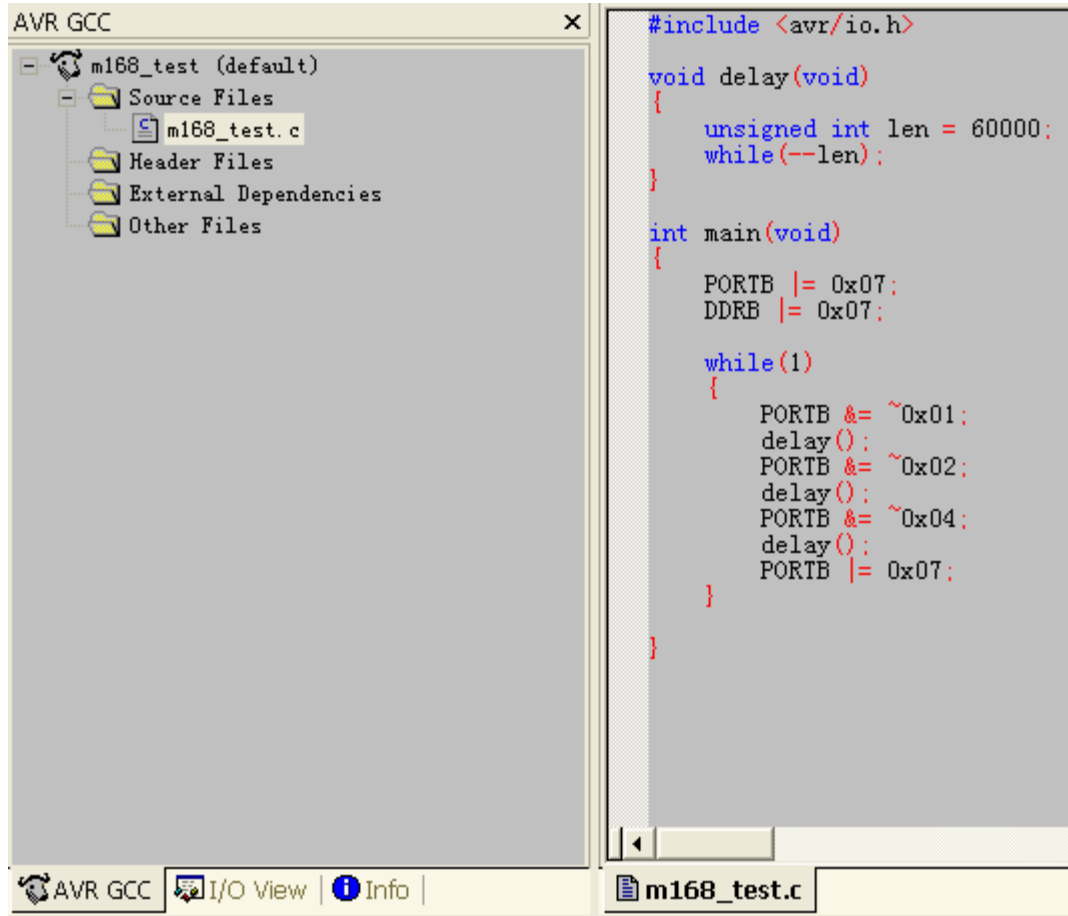 AVR GCC
m168_test (default)
Source Files
m168_test.c
Header Files
External Dependencies
Other Files
AVR GCC
I/O View
Info
#include <avr/io.h>
void delay(void)
{
unsigned int len = 60000;
while(--len);
}
int main(void)
{
PORTB |= 0x07;
DDRB |= 0x07;
while(1)
{
PORTB &= ~0x01;
delay();
PORTB &= ~0x02;
delay();
PORTB &= ~0x04;
delay();
PORTB |= 0x07;
}
}
m168_test.c